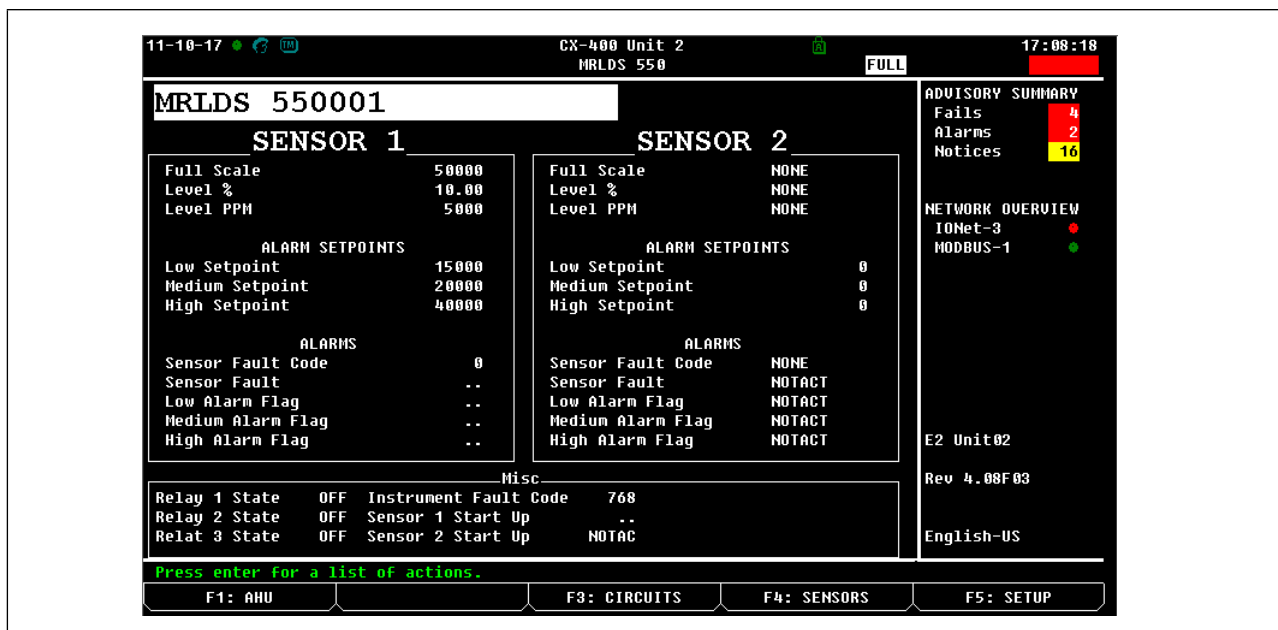 11-10-17 TM CX-400 Unit 2 A 17:08:18
MRLDS 550 FULL
MRLDS 550001
ADVISORY SUMMARY
Fails 4
Alarms 2
Notices 16
NETWORK OVERVIEW
IONet-3
MODBUS-1
E2 Unit02
Rev 4.08F03
English-US
SENSOR 1
Full Scale 50000
Level % 10.00
Level PPM 5000
ALARM SETPOINTS
Low Setpoint 15000
Medium Setpoint 20000
High Setpoint 40000
ALARMS
Sensor Fault Code 0
Sensor Fault ..
Low Alarm Flag ..
Medium Alarm Flag ..
High Alarm Flag ..
SENSOR 2
Full Scale NONE
Level % NONE
Level PPM NONE
ALARM SETPOINTS
Low Setpoint 0
Medium Setpoint 0
High Setpoint 0
ALARMS
Sensor Fault Code NONE
Sensor Fault NOTACT
Low Alarm Flag NOTACT
Medium Alarm Flag NOTACT
High Alarm Flag NOTACT
Misc
Relay 1 State OFF Instrument Fault Code 768
Relay 2 State OFF Sensor 1 Start Up ..
Relat 3 State OFF Sensor 2 Start Up NOTAC
Press enter for a list of actions.
F1: AHU F3: CIRCUITS F4: SENSORS F5: SETUP